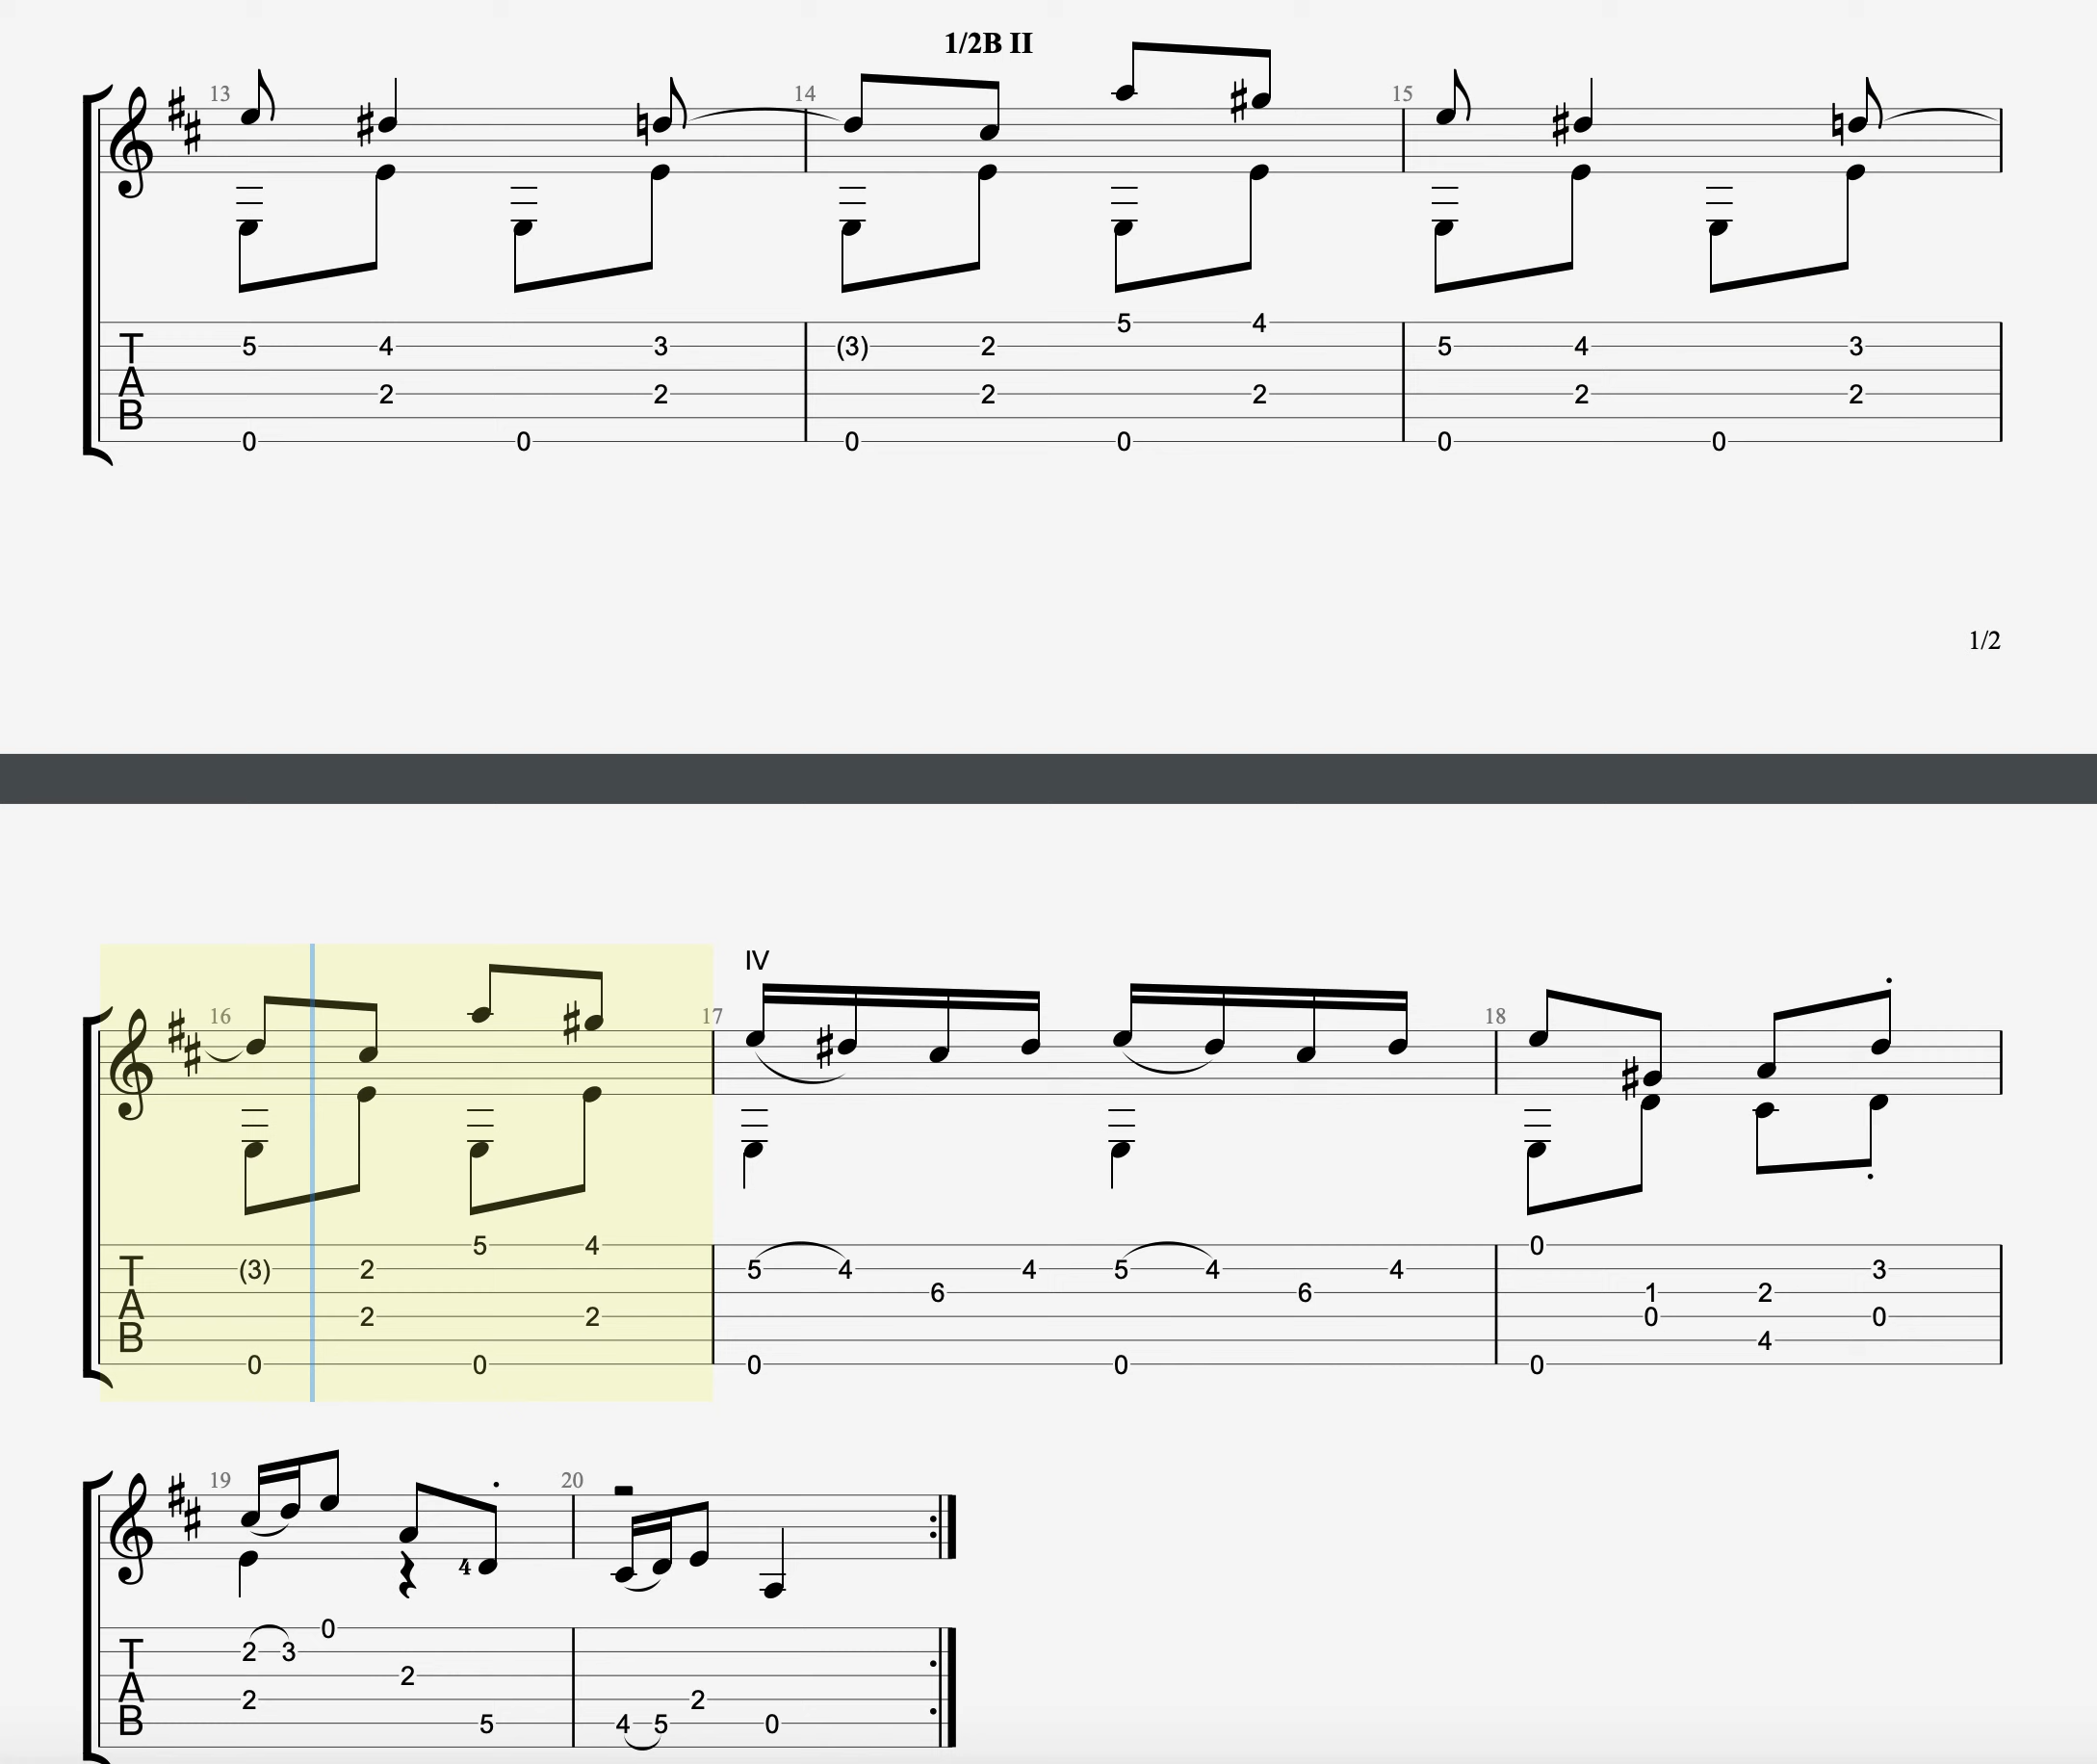 1/2B II
13 14 15
5 4
T 5 4 3 (3) 2 5 4 3
A 2 2 2 2 2 2
B
0 0 0 0 0 0
1/2
IV
16 17 18
5 4 0
T (3) 2 5 4 4 5 4 4 3
6 6 1 2
A 2 2 0 0
B 4
0 0 0 0 0
19 20
4
0
T 2 3
2
A 2 2
B 5 4 5 0